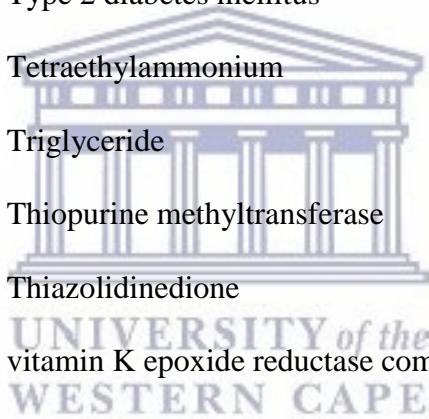 Type 2 diabetes mellitus
Tetraethylammonium
Triglyceride
Thiopurine methyltransferase
Thiazolidinedione
UNIVERSITY of the
vitamin K epoxide reductase com
WESTERN CAPE